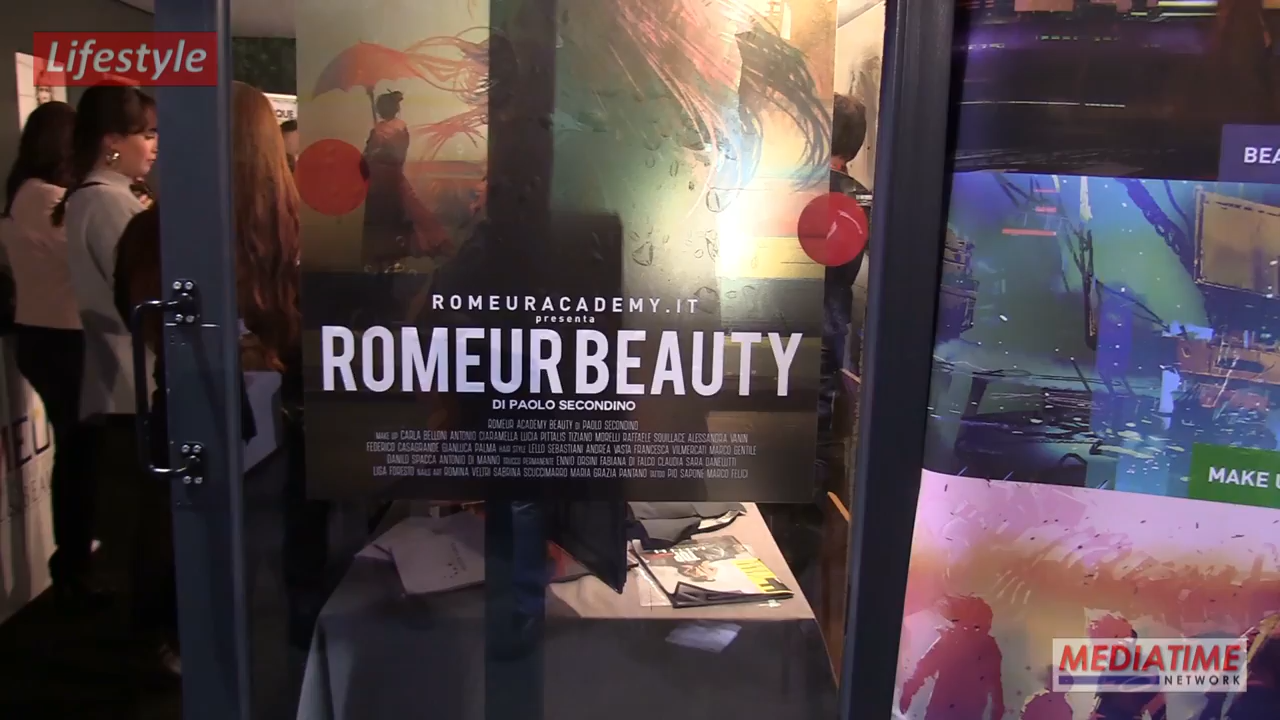 Lifestyle
ROMEURACADEMY.IT
presenta
ROMEUR BEAUTY
DI PAOLO SECONDINO
ROMEUR ACADEMY BEAUTY DI PAOLO SECONDINO
MAKE UP CARLA BELLONI ANTONIO CIARAMELLA LUCIA PITTALIS TIZIANO MORELLI RAFFAELE SQUILLACE ALESSANDRA VANIN
FEDERICO CASAGRANDE GIANLUCA PALMA HAIR STYLE LELLO SEBASTIANI ANDREA VASTA FRANCESCA VILMERCATI MARCO GENTILE
DANILO SPACCA ANTONIO DI MANNO TRUCCO PERMANENTE ENNIO ORSINI FABIANA DI FALCO CLAUDIA SARA DANELUTTI
LISA FORESTO NAILS ART ROMINA VELTRI SABRINA SCIUCCIMARRO MARIA GRAZIA PANTANO TATTOO PIO SAPONE MARCO FELICI
BEA
MAKE U
MEDIATIME
NETWORK